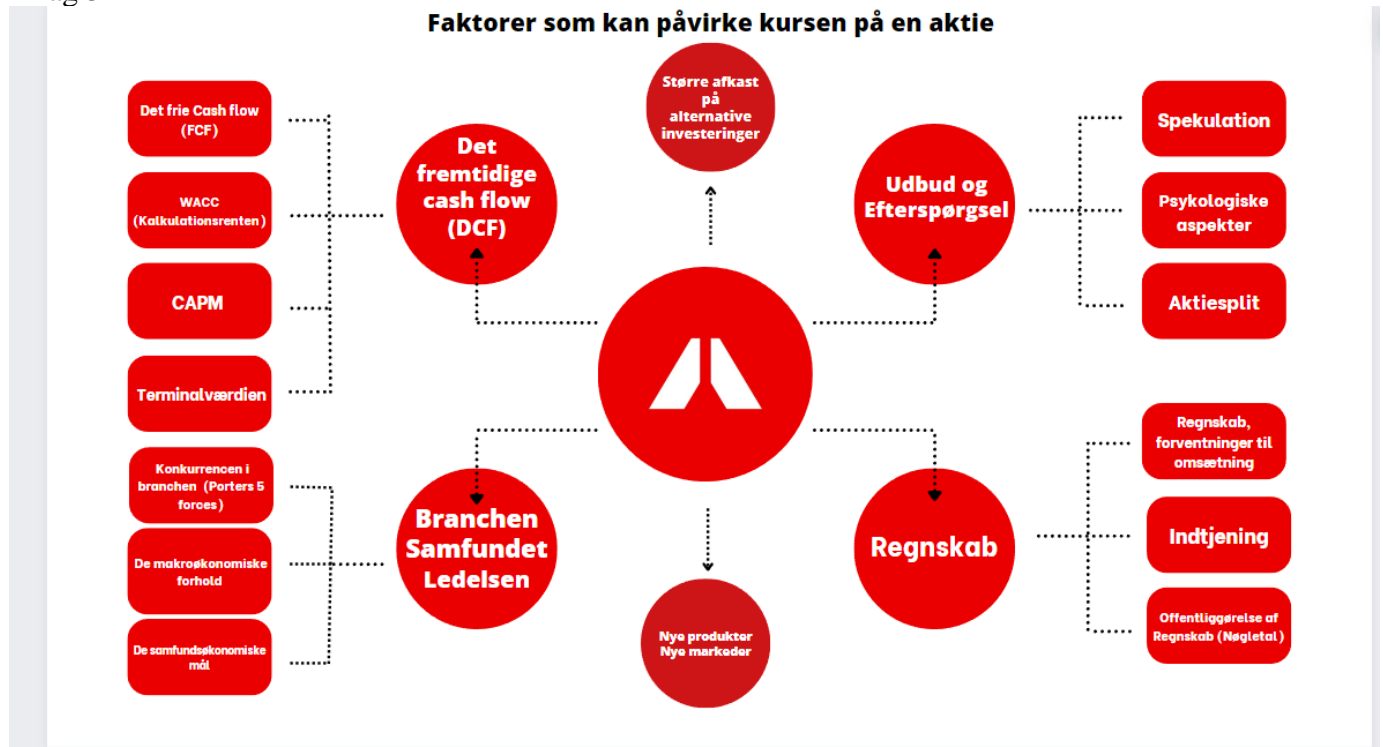 Faktorer som kan påvirke kursen på en aktie
Større afkast
på
alternative
investeringer
Det frie Cash flow
(FCF)
WACC
(Kalkulationsrenten)
CAPM
Terminalværdien
Det
fremtidige
cash flow
(DCF)
Udbud og
Efterspørgsel
Spekulation
Psykologiske
aspekter
Aktiesplit
Konkurrencen i
branchen (Porters 5
forces)
De makroøkonomiske
forhold
De samfundsøkonomiske
mål
Branchen
Samfundet
Ledelsen
Nye produkter
Nye markeder
Regnskab
Regnskab,
forventninger til
omsætning
Indtjening
Offentliggørelse af
Regnskab (Nøgletal)